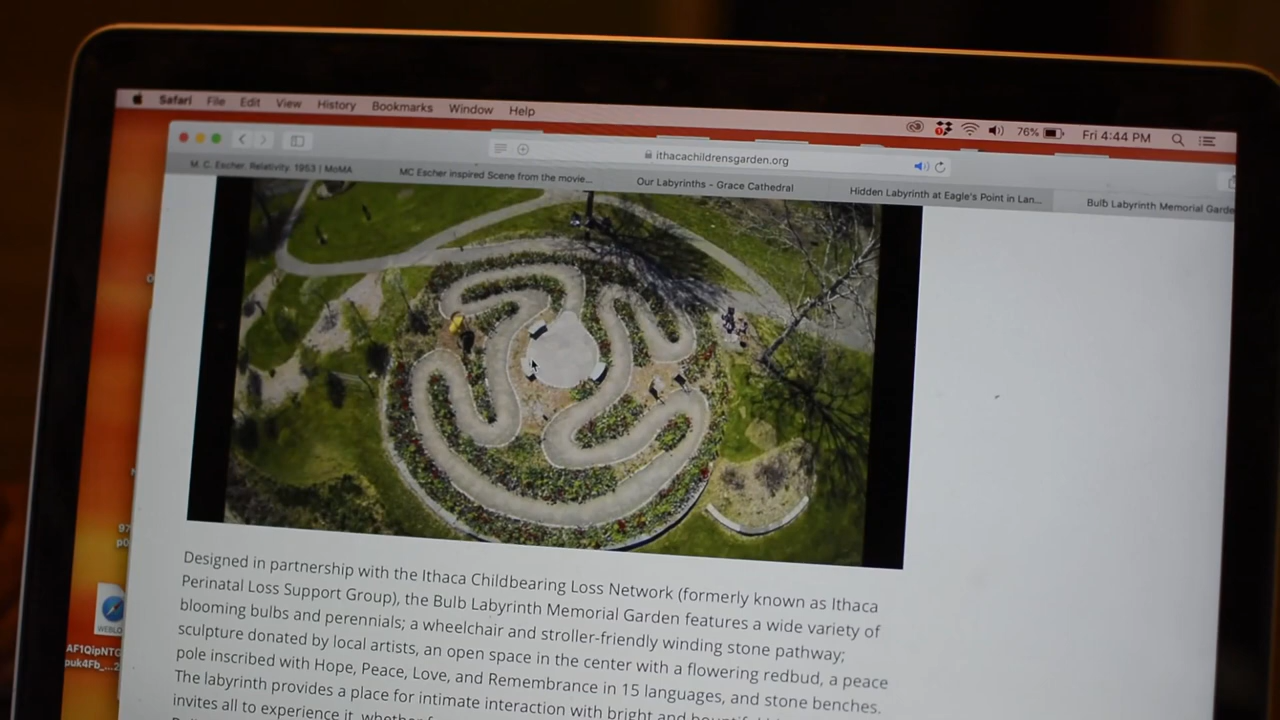 Safari File Edit View History Bookmarks Window Help
76% Fri 4:44 PM
ithacachildrensgarden.org
M. C. Escher. Relativity. 1953 | MoMA
MC Escher inspired Scene from the movie...
Our Labyrinths - Grace Cathedral
Hidden Labyrinth at Eagle's Point in Lan...
Bulb Labyrinth Memorial Garde
Designed in partnership with the Ithaca Childbearing Loss Network (formerly known as Ithaca
Perinatal Loss Support Group), the Bulb Labyrinth Memorial Garden features a wide variety of
blooming bulbs and perennials; a wheelchair and stroller-friendly winding stone pathway;
sculpture donated by local artists, an open space in the center with a flowering redbud, a peace
pole inscribed with Hope, Peace, Love, and Remembrance in 15 languages, and stone benches.
The labyrinth provides a place for intimate interaction with bright and
invites all to experience it, whether
97
WEBLO
AF1QipNTG
puk4Fb_...2